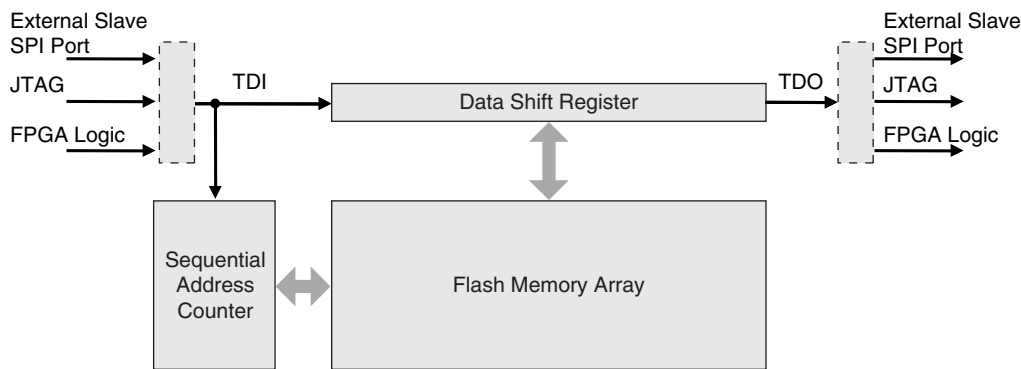 External Slave
SPI Port
JTAG
FPGA Logic
TDI
Data Shift Register
TDO
External Slave
SPI Port
JTAG
FPGA Logic
Sequential
Address
Counter
Flash Memory Array